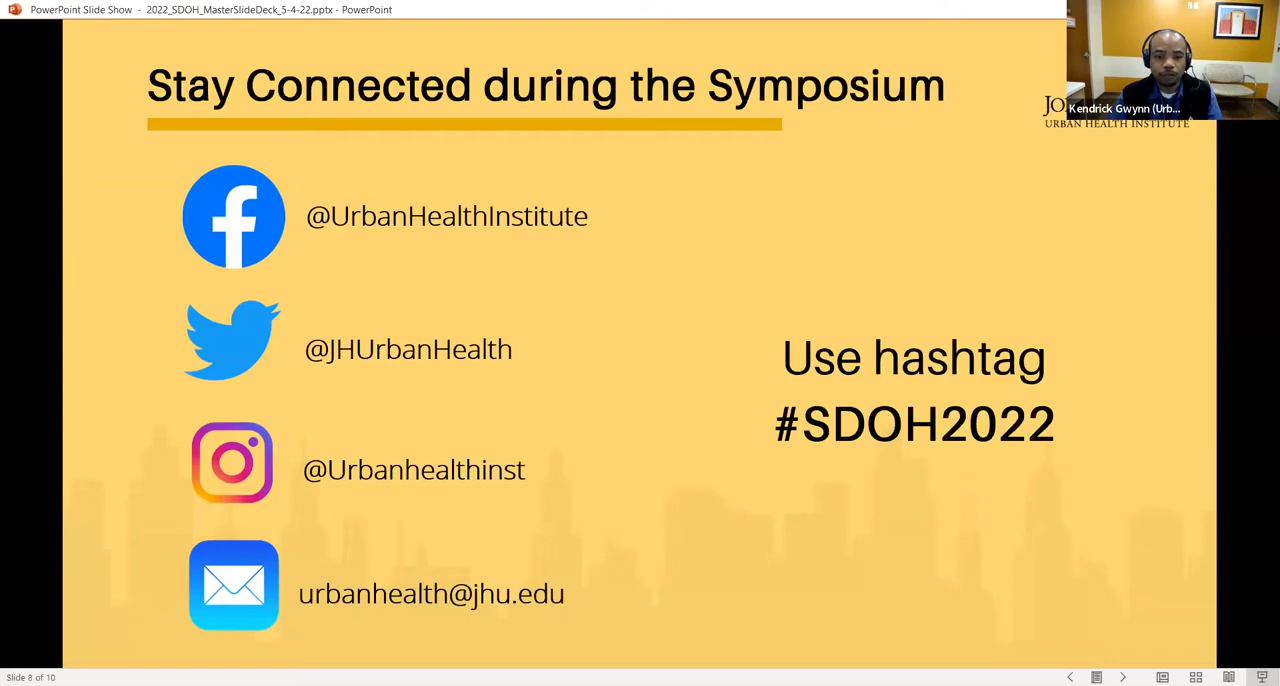 PowerPoint Slide Show - 2022_SDOH_MasterSlideDeck_5-4-22.pptx - PowerPoint
Stay Connected during the Symposium
JO
Kendrick Gwynn (Urb...
URBAN HEALTH INSTITUTE
@UrbanHealthInstitute
@JHUrbanHealth
Use hashtag
#SDOH2022
@Urbanhealthinst
urbanhealth@jhu.edu
Slide 8 of 10